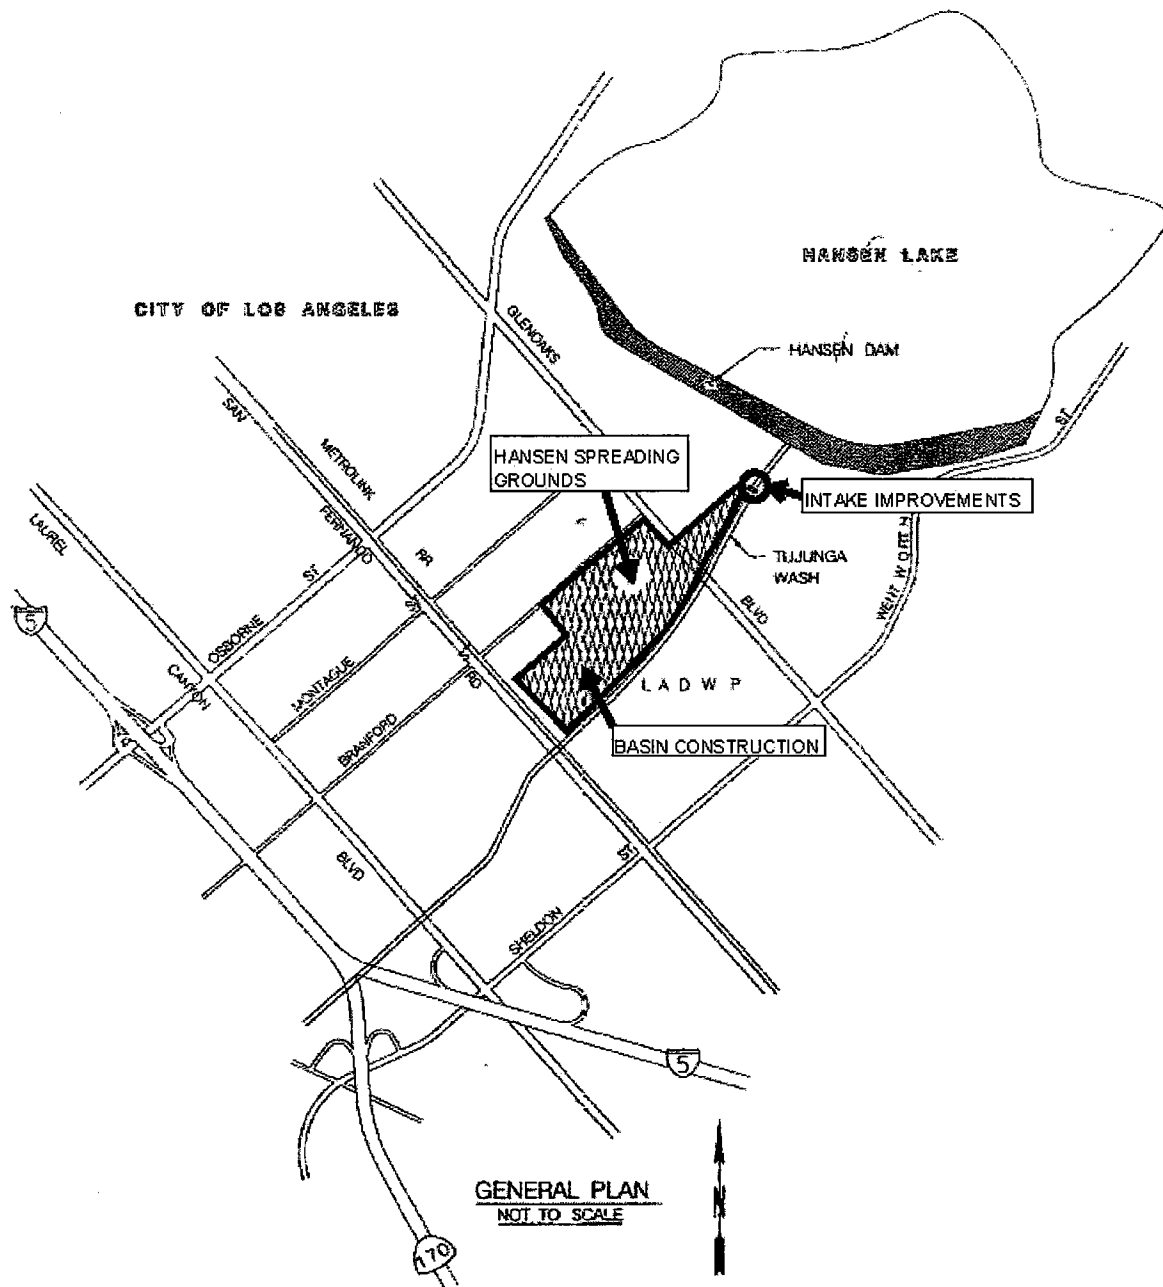 HANSEN LAKE
CITY OF LOS ANGELES
GLENOAKS
HANSEN DAM
SAN
METROLINK
ST
HANSEN SPREADING
GROUNDS
INTAKE IMPROVEMENTS
LAUREL
FERNANDO
RR
TUJUNGA
WASH
WENTWORTH
ST
BLVD
5
OSBORNE
CANYON
MONTAGUE
RD
LADWP
BRANFORD
BASIN CONSTRUCTION
BLVD
ST
SHELDON
5
GENERAL PLAN
NOT TO SCALE
N
170